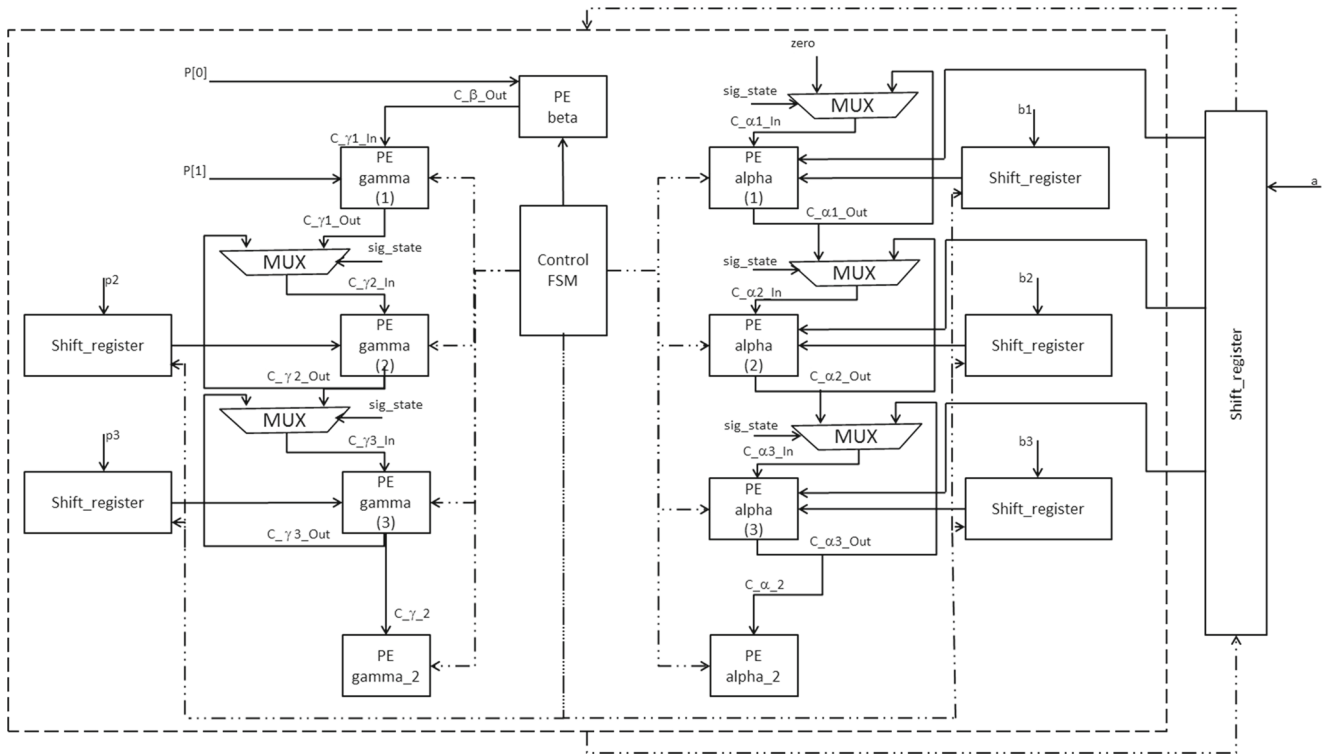 zero
P[0]
C_β_Out
PE
beta
sig_state
MUX
C_α1_In
b1
C_γ1_In
P[1]
PE
gamma
(1)
PE
alpha
(1)
Shift_register
a
C_γ1_Out
C_α1_Out
MUX
sig_state
Control
FSM
sig_state
MUX
p2
C_γ2_In
C_α2_In
b2
Shift_register
PE
gamma
(2)
PE
alpha
(2)
Shift_register
Shift_register
C_γ2_Out
C_α2_Out
MUX
sig_state
sig_state
MUX
p3
C_γ3_In
C_α3_In
b3
Shift_register
PE
gamma
(3)
PE
alpha
(3)
Shift_register
C_γ3_Out
C_α3_Out
C_γ_2
C_α_2
PE
gamma_2
PE
alpha_2